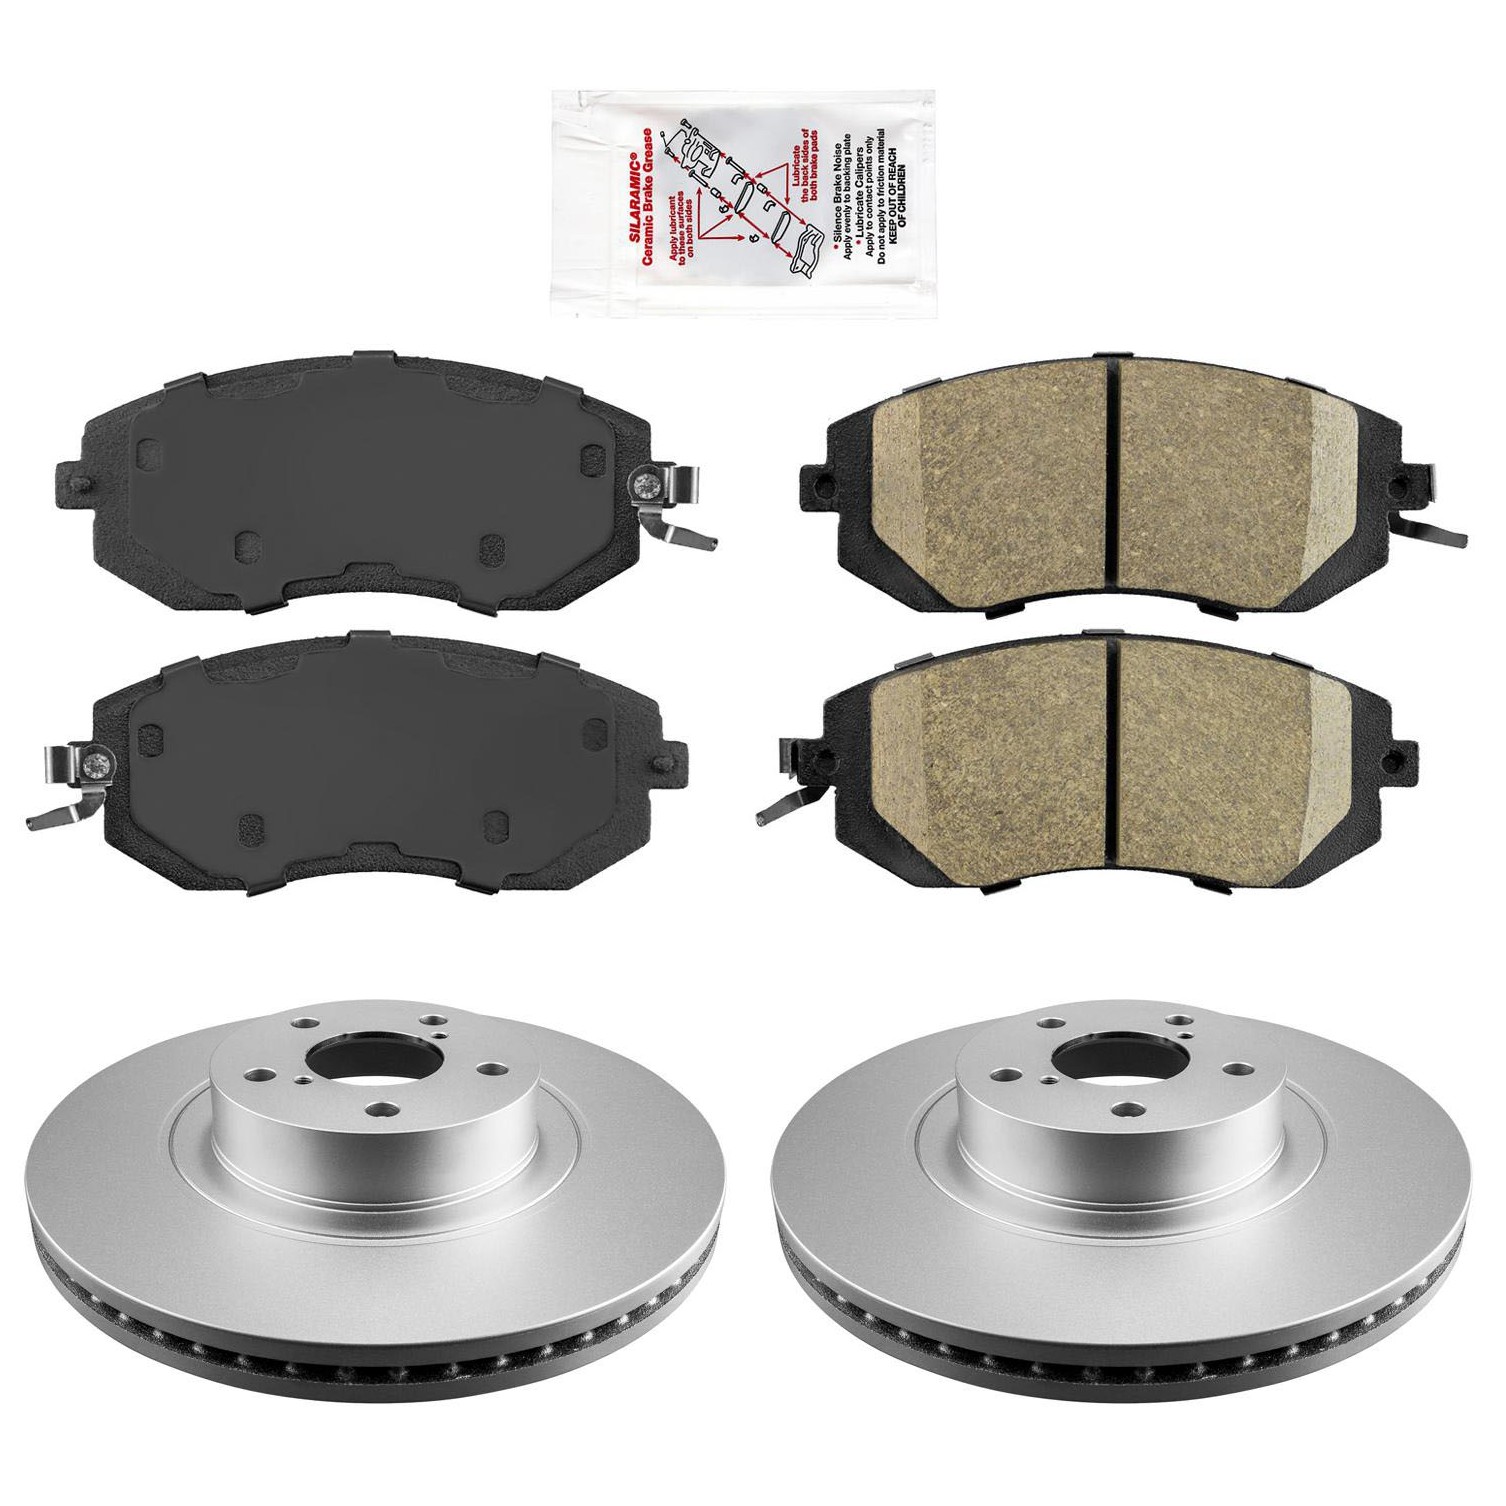 SILARAMIC®
Ceramic Brake Grease
Apply lubricant
to these surfaces
on both sides
Lubricate
the back sides of
both brake pads
* Silence Brake Noise
Apply evenly to backing plate
* Lubricate Calipers
Apply to contact points only
Do not apply to friction material
KEEP OUT OF REACH
OF CHILDREN